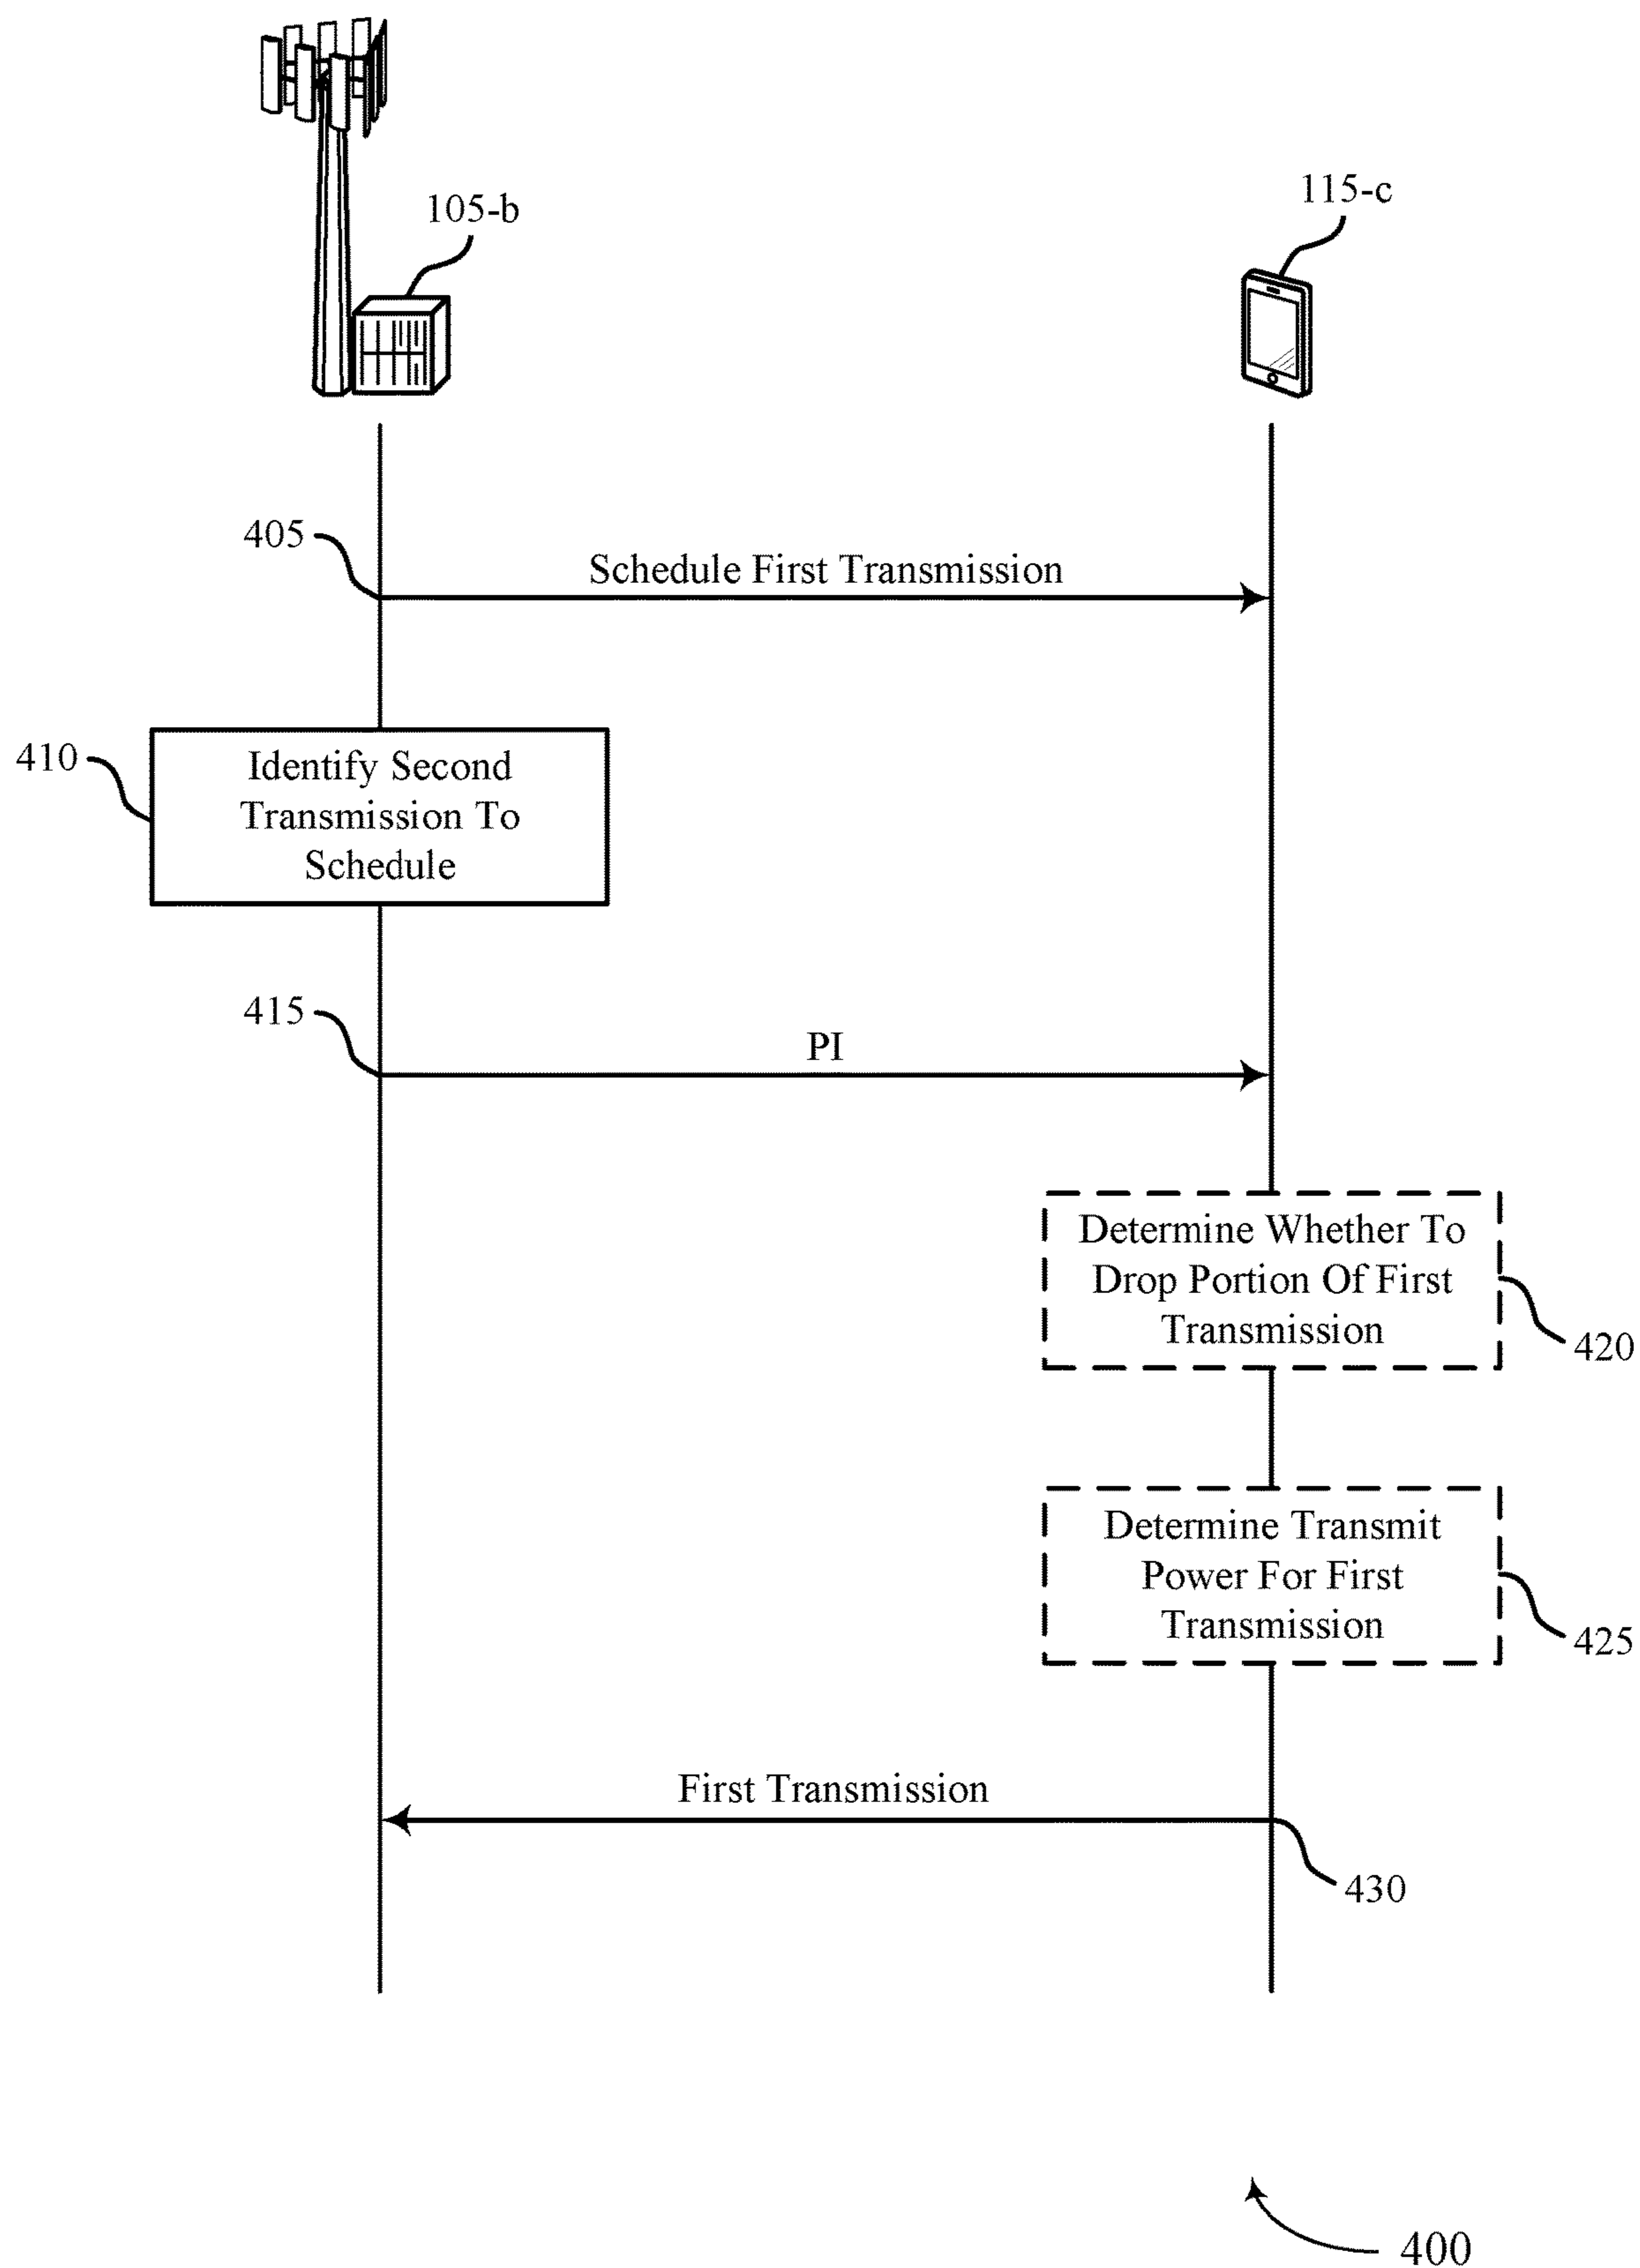 105-b
115-c
405
Schedule First Transmission
410
Identify Second
Transmission To
Schedule
415
PI
Determine Whether To
Drop Portion Of First
Transmission
420
Determine Transmit
Power For First
Transmission
425
First Transmission
430
400